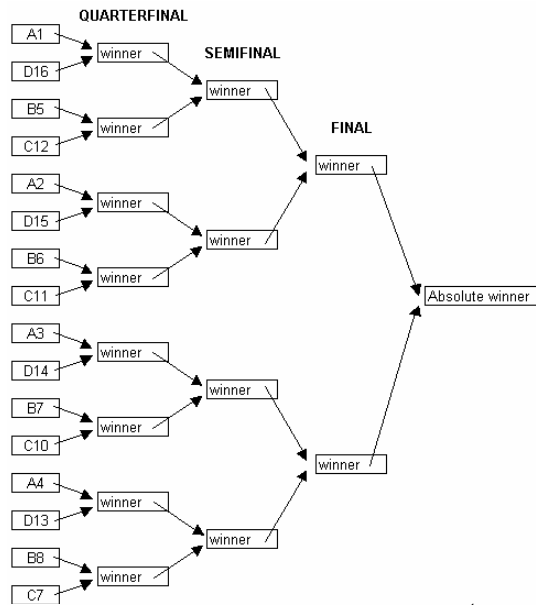 QUARTERFINAL
SEMIFINAL
FINAL
A1
D16
winner
B5
C12
winner
winner
A2
D15
winner
B6
C11
winner
winner
winner
A3
D14
winner
B7
C10
winner
winner
A4
D13
winner
B8
C7
winner
winner
winner
Absolute winner